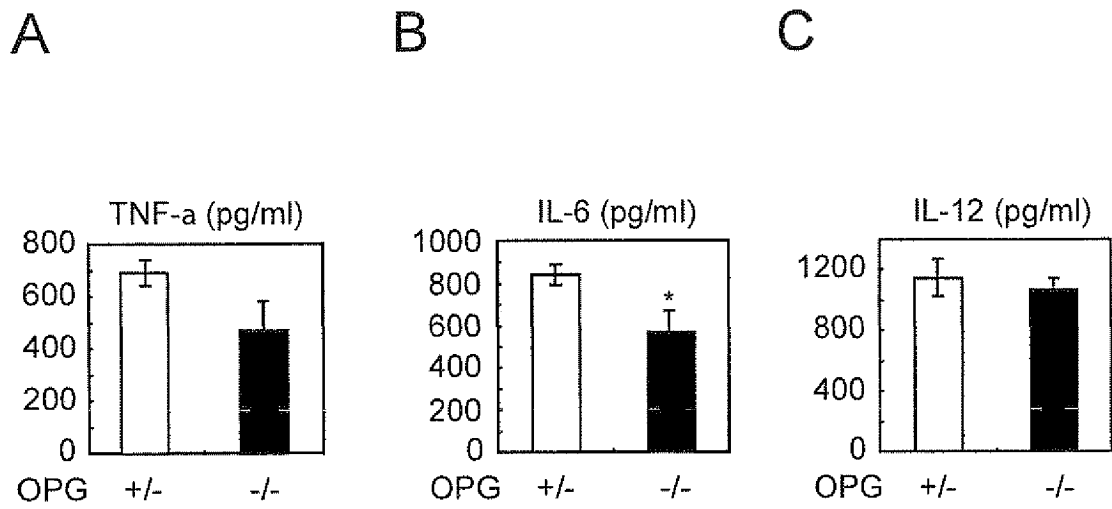 A
B
C
TNF-a (pg/ml)
800
600
400
200
0
OPG +/- -/-
IL-6 (pg/ml)
1000
800
600
400
200
0
*
OPG +/- -/-
IL-12 (pg/ml)
1200
800
400
0
OPG +/- -/-